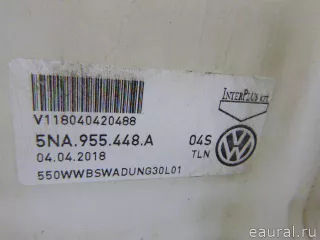 INTERPLUS KFT.
V118040420488
5NA.955.448.A 04S
04.04.2018 TLN
550WWBSWADUNG30L01
eaural.ru